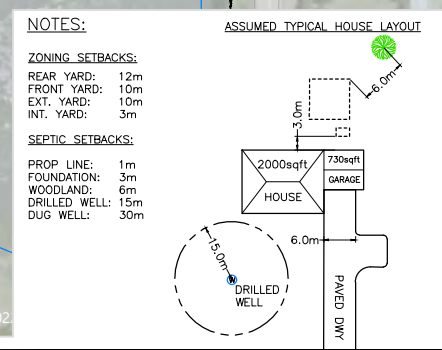 NOTES:
ZONING SETBACKS:
REAR YARD: 12m
FRONT YARD: 10m
EXT. YARD: 10m
INT. YARD: 3m
SEPTIC SETBACKS:
PROP LINE: 1m
FOUNDATION: 3m
WOODLAND: 6m
DRILLED WELL: 15m
DUG WELL: 30m
ASSUMED TYPICAL HOUSE LAYOUT
6.0m
3.0m
2000sqft
HOUSE
730sqft
GARAGE
6.0m
15.0m
W
DRILLED
WELL
PAVED DWY